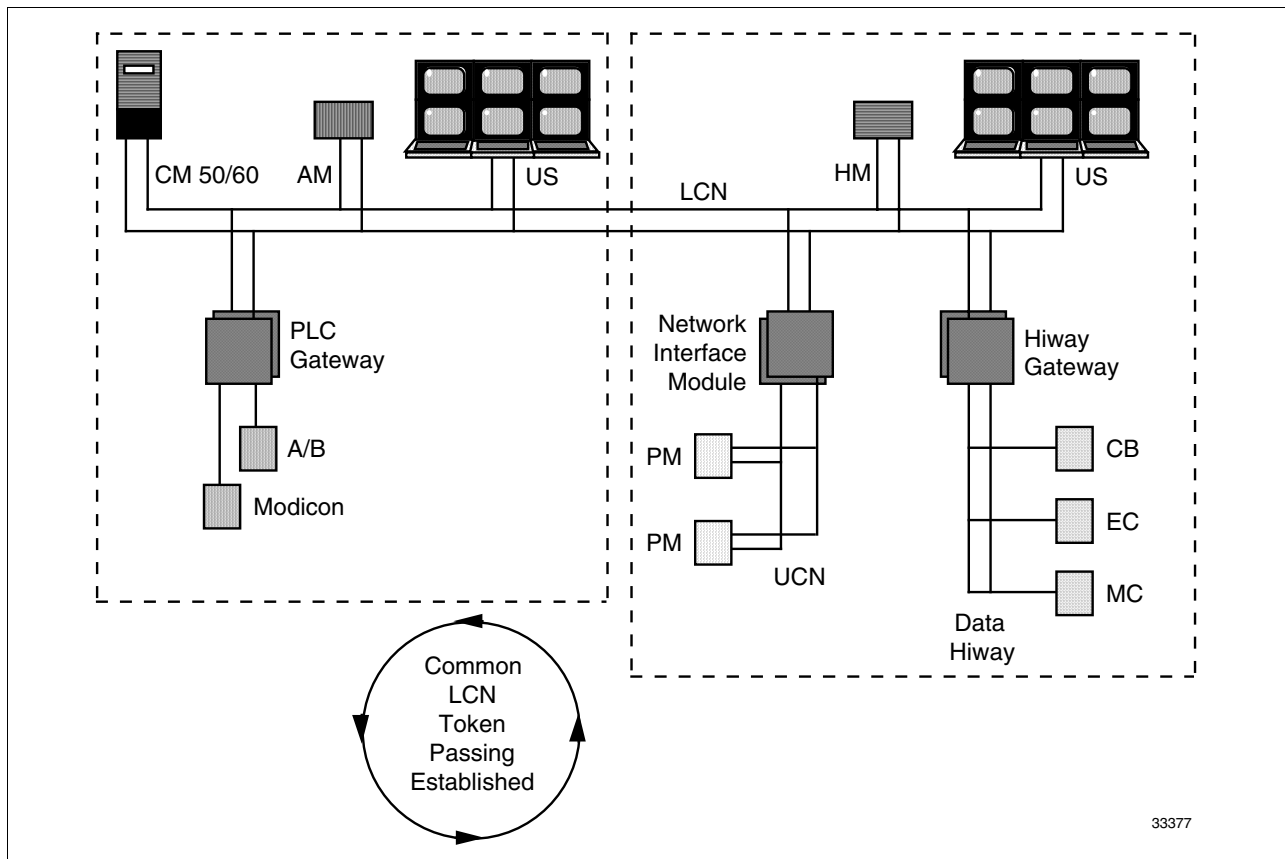 CM 50/60
AM
US
LCN
HM
US
PLC
Gateway
A/B
Modicon
Network
Interface
Module
PM
PM
UCN
Hiway
Gateway
CB
EC
MC
Data
Hiway
Common
LCN
Token
Passing
Established
33377